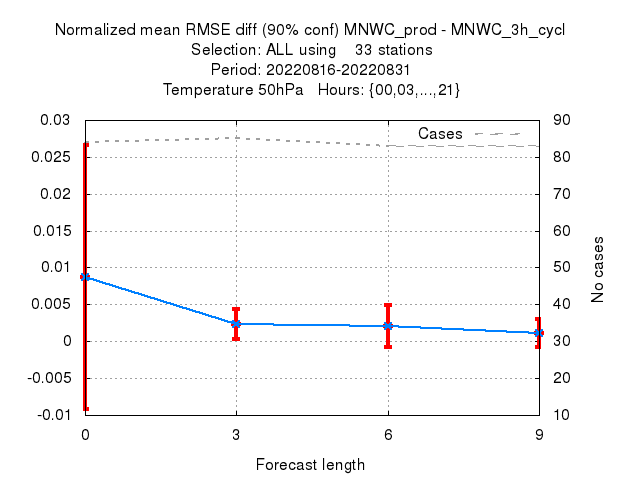 Normalized mean RMSE diff (90% conf) MNWC_prod - MNWC_3h_cycl
Selection: ALL using    33 stations
Period: 20220816-20220831
Temperature 50hPa   Hours: {00,03,...,21}
0.03
0.025
0.02
0.015
0.01
0.005
0
-0.005
-0.01
Cases
90
80
70
60
50
40
30
20
10
No cases
0 3 6 9
Forecast length